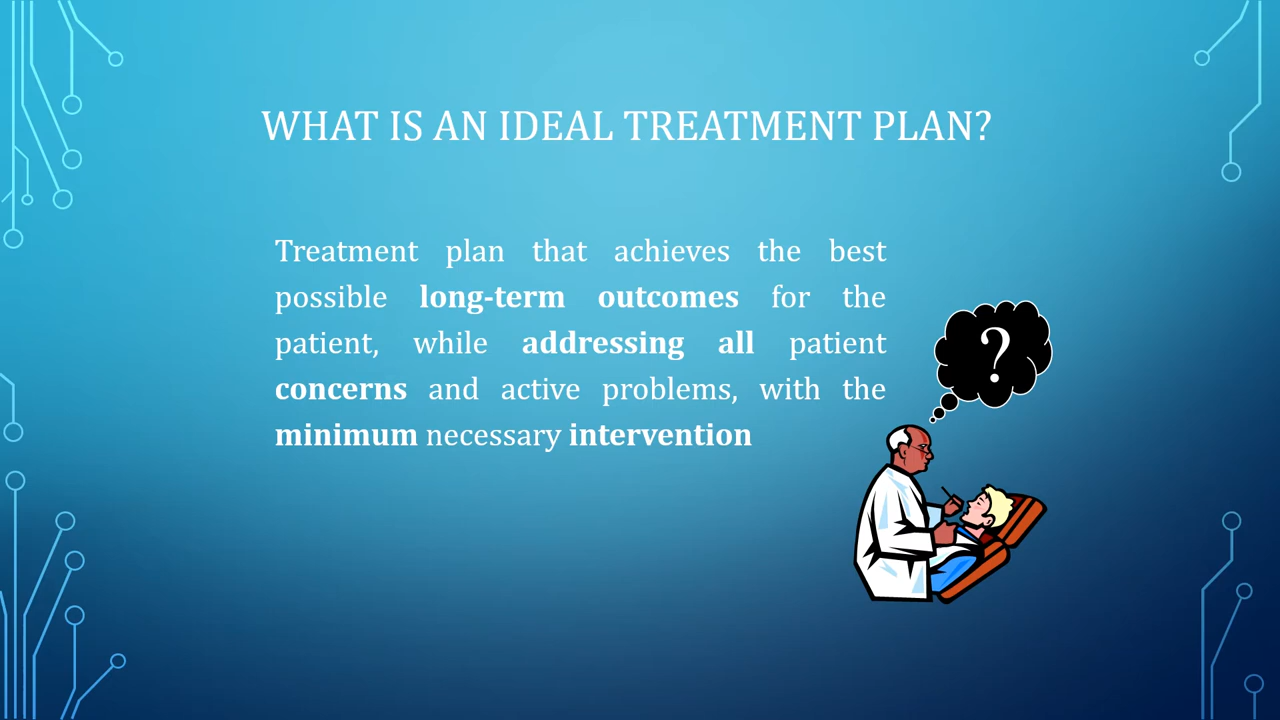 WHAT IS AN IDEAL TREATMENT PLAN?
Treatment plan that achieves the best
possible long-term outcomes for the
patient, while addressing all patient
concerns and active problems, with the
minimum necessary intervention
?